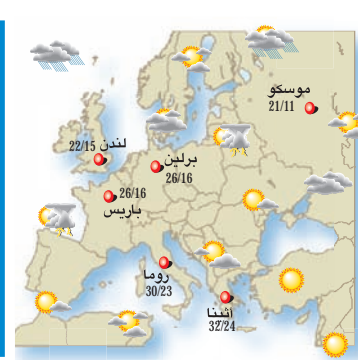 موسكو
21/11
لندن 22/15
برلين
26/16
26/16
باريس
روما
30/23
أثينا
32/24